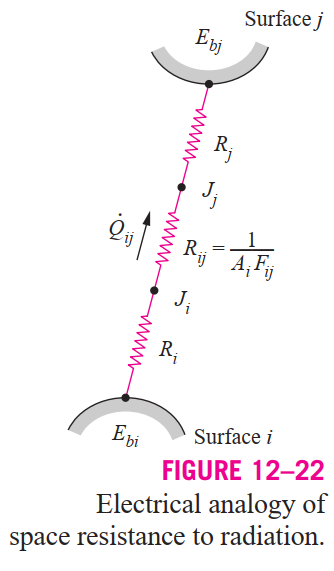 Surface j
E_bj
R_j
J_j
Q̇_ij
R_ij = 1 / (A_i F_ij)
J_i
R_i
E_bi
Surface i
FIGURE 12–22
Electrical analogy of
space resistance to radiation.